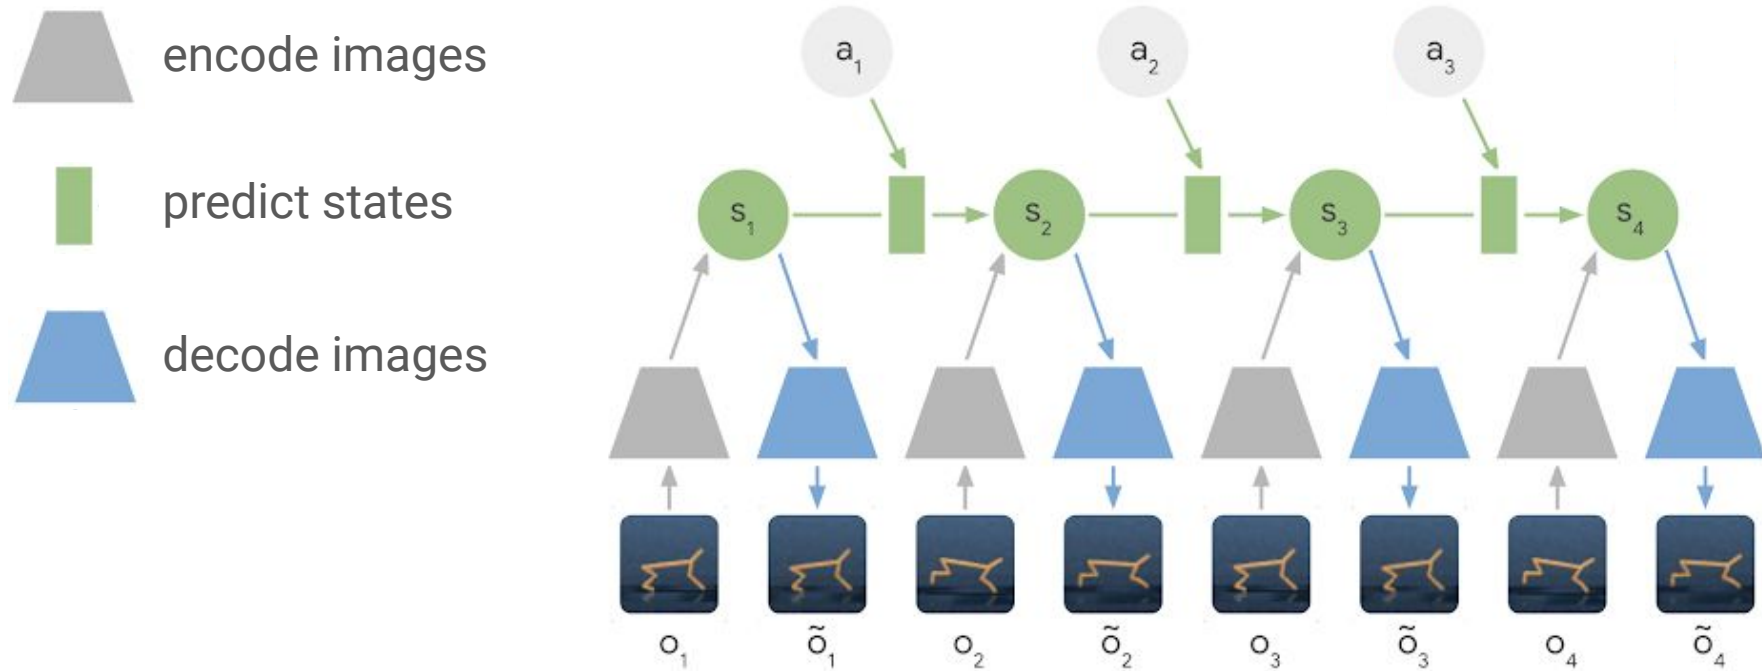 encode images
predict states
decode images
a₁ a₂ a₃
s₁ s₂ s₃ s₄
o₁ õ₁ o₂ õ₂ o₃ õ₃ o₄ õ₄